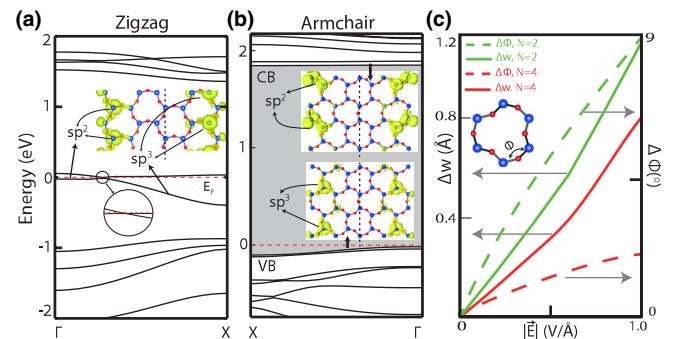 (a) Zigzag
2
1
0
-1
-2
Energy (eV)
sp2
sp3
EF
Γ X
(b) Armchair
2
1
0
CB
sp2
sp3
VB
X Γ
(c)
1.2
0.8
0.4
Δw (Å)
ΔΦ, N=2
Δw, N=2
ΔΦ, N=4
Δw. N=4
Φ
9
0
ΔΦ(º)
0 1.0
|E| (V/Å)